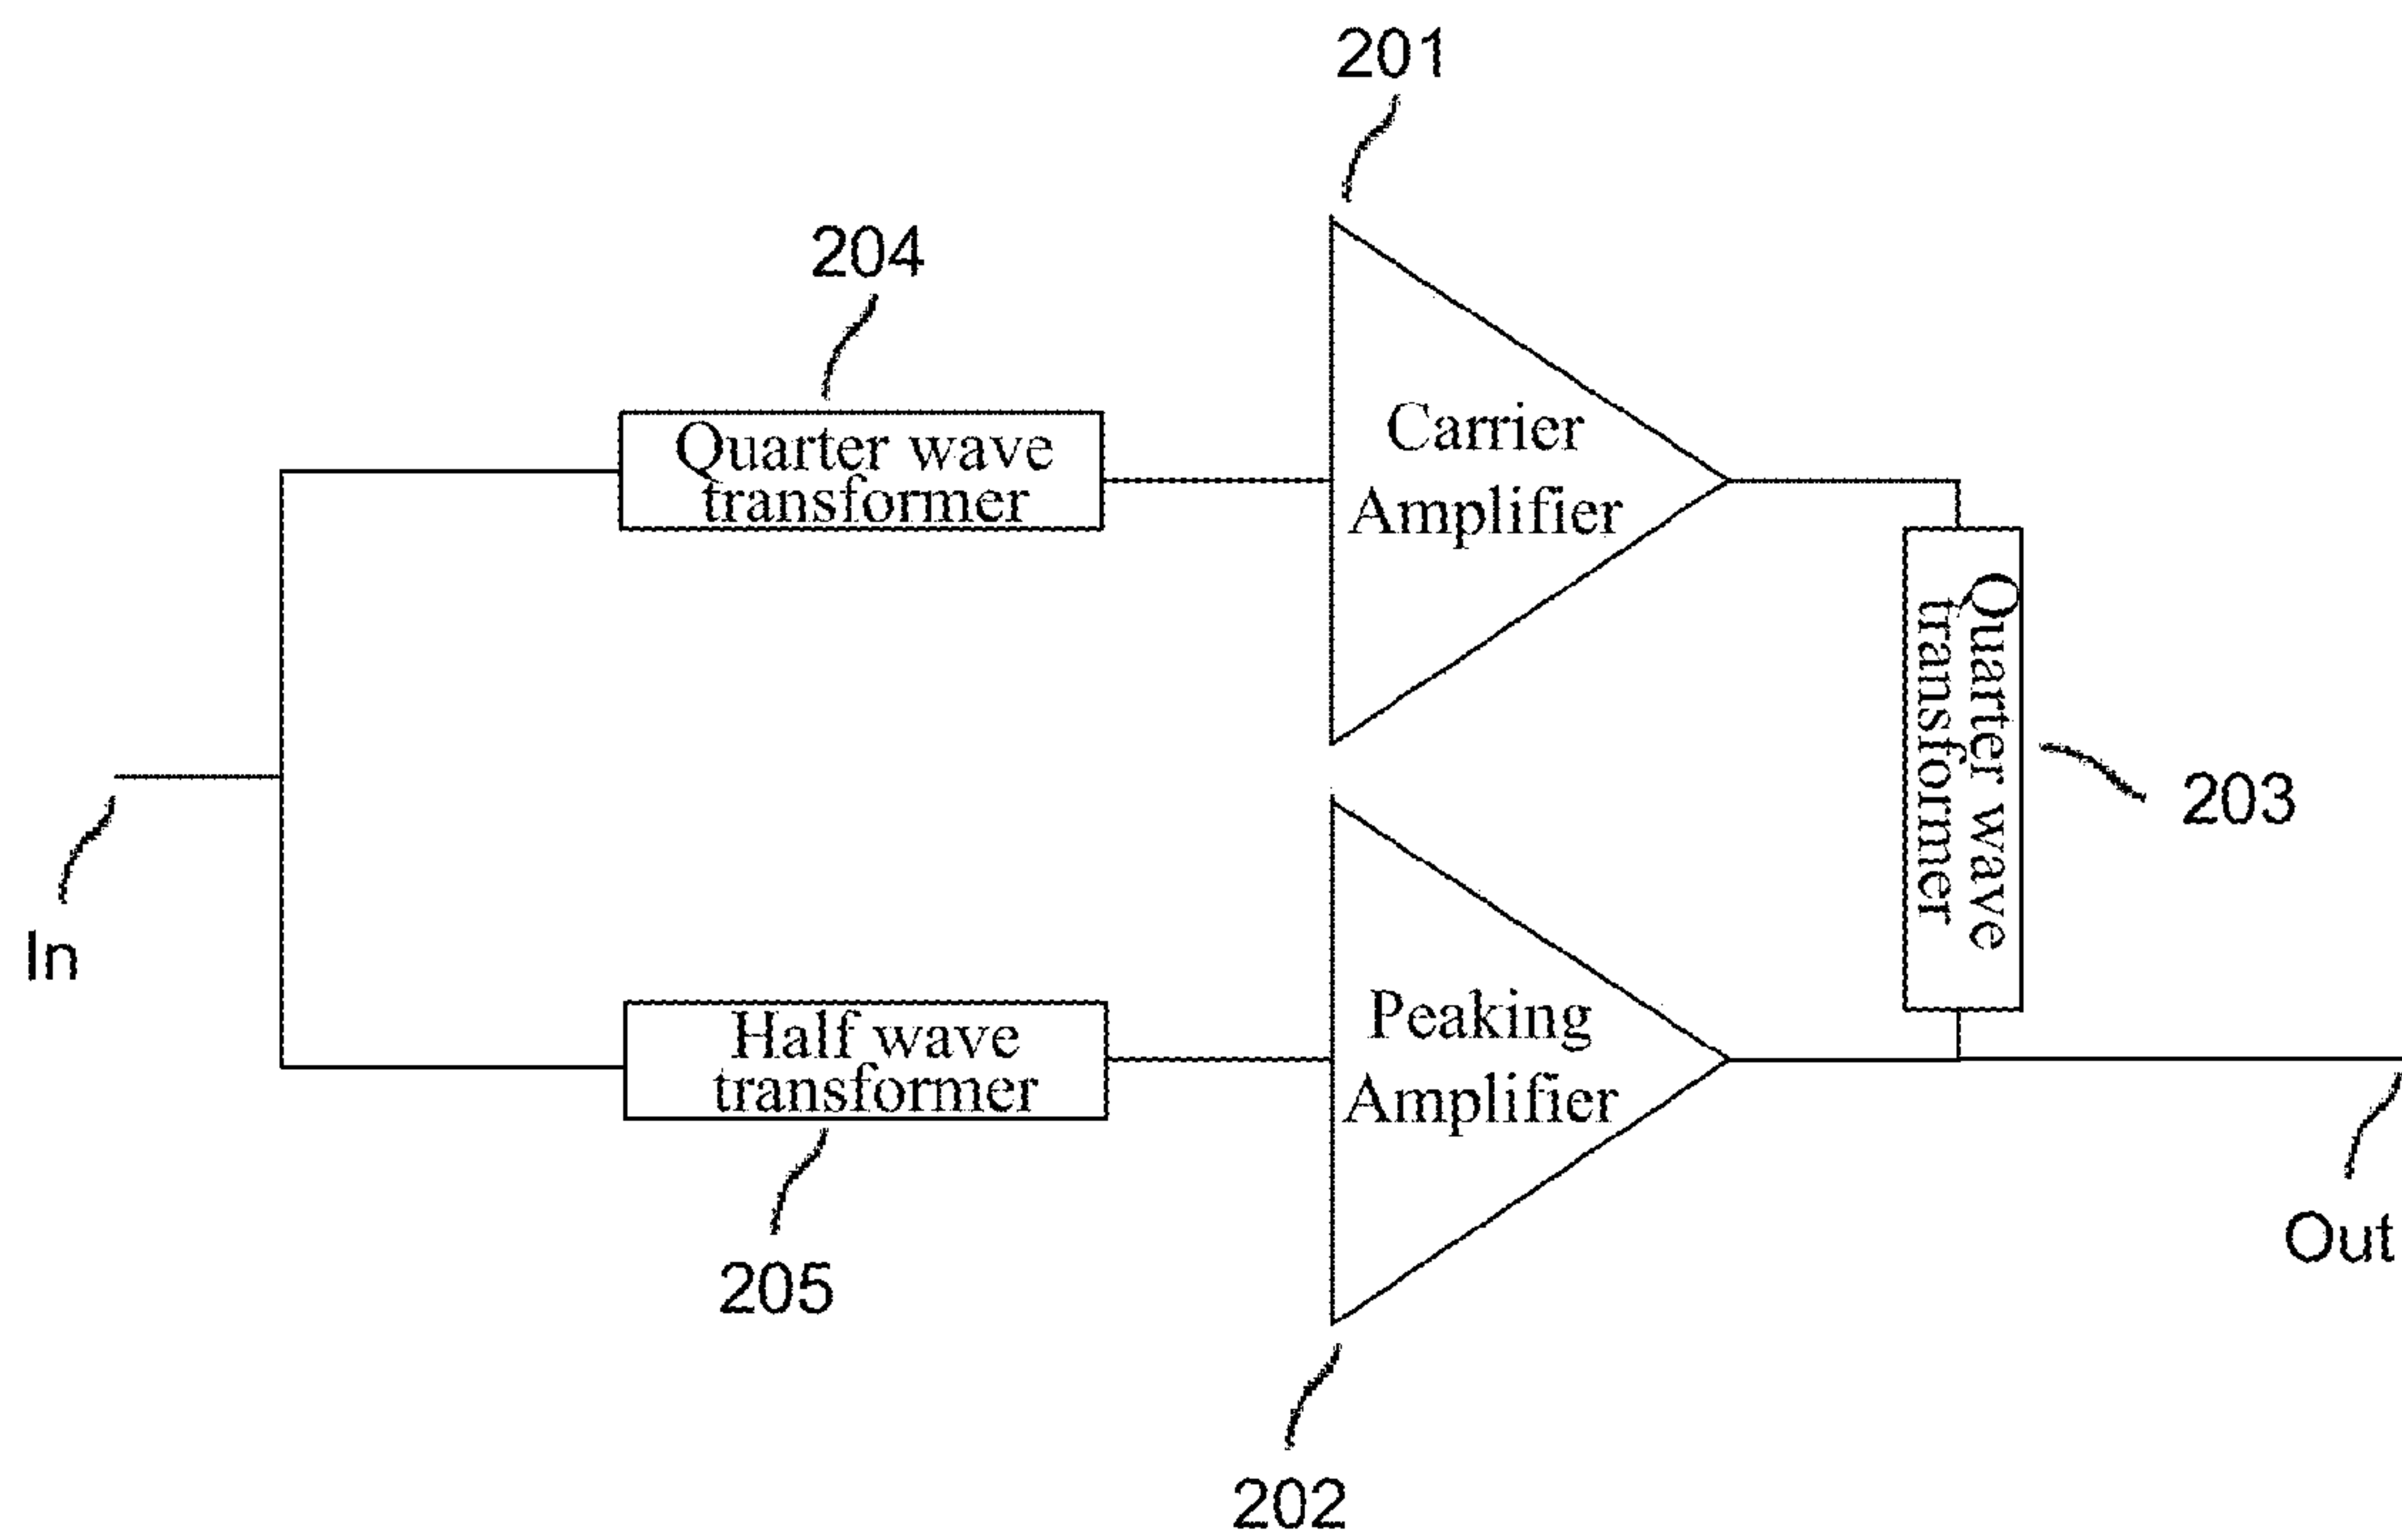 201
204
Quarter wave
transformer
Carrier
Amplifier
Quarter wave
transformer
203
In
Half wave
transformer
Peaking
Amplifier
205
Out
202